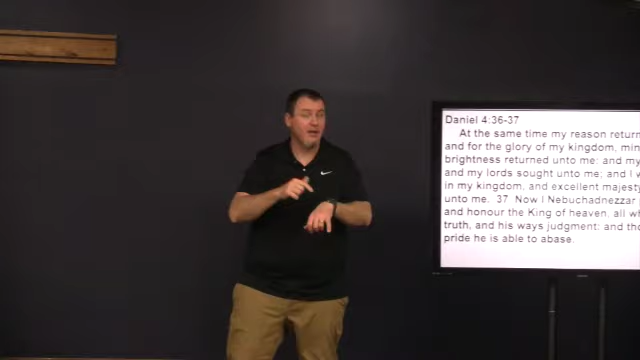 Daniel 4:36-37
At the same time my reason return
and for the glory of my kingdom, min
brightness returned unto me; and my
and my lords sought unto me; and I w
in my kingdom, and excellent majesty
unto me. 37 Now I Nebuchadnezzar
and honour the King of heaven, all w
truth, and his ways judgment: and tho
pride he is able to abase.